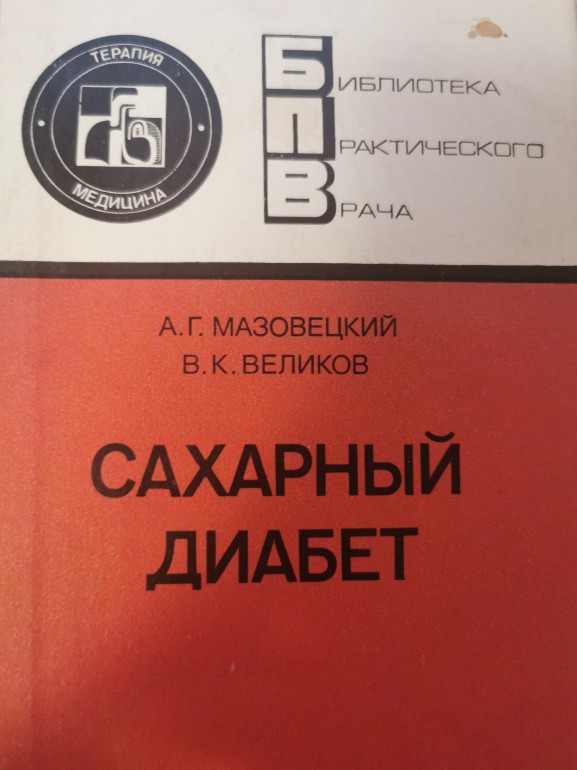 ТЕРАПИЯ
МЕДИЦИНА
БИБЛИОТЕКА
ПРАКТИЧЕСКОГО
ВРАЧА
А. Г. МАЗОВЕЦКИЙ
В. К. ВЕЛИКОВ
САХАРНЫЙ
ДИАБЕТ